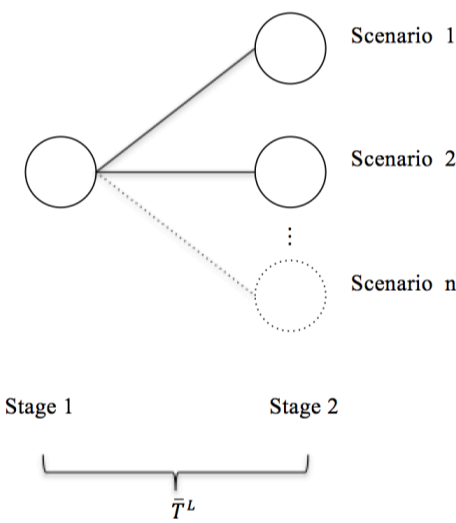 Scenario 1
Scenario 2
⋮
Scenario n
Stage 1 Stage 2
T̄ᴸ